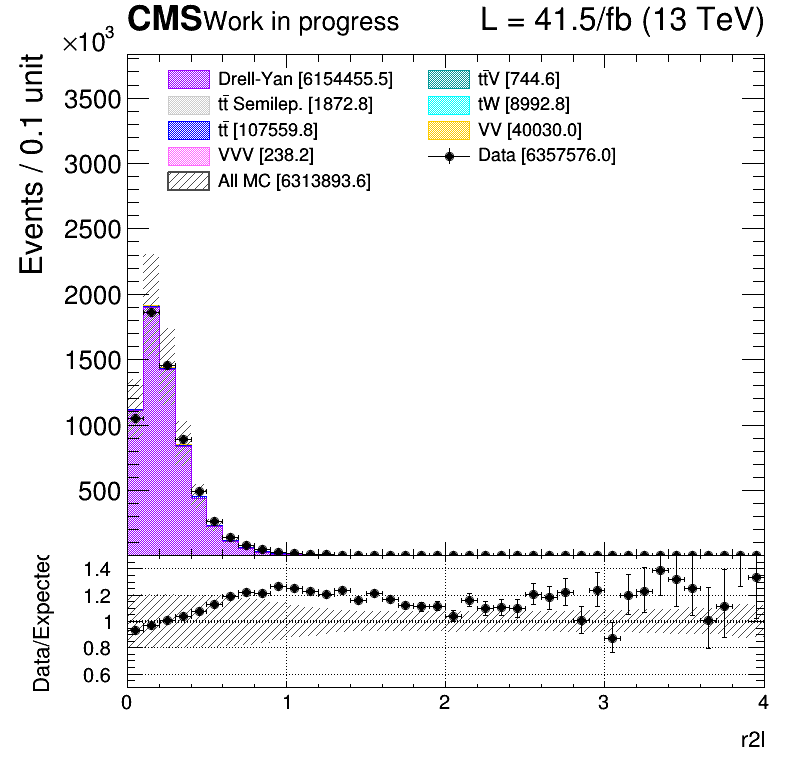 CMS Work in progress L = 41.5/fb (13 TeV)
×10³
Events / 0.1 unit
Drell-Yan [6154455.5]
tt̄ Semilep. [1872.8]
tt̄ [107559.8]
VVV [238.2]
All MC [6313893.6]
tt̄V [744.6]
tW [8992.8]
VV [40030.0]
Data [6357576.0]
3500
3000
2500
2000
1500
1000
500
Data/Expected
1.4
1.2
1
0.8
0.6
0 1 2 3 4
r2l